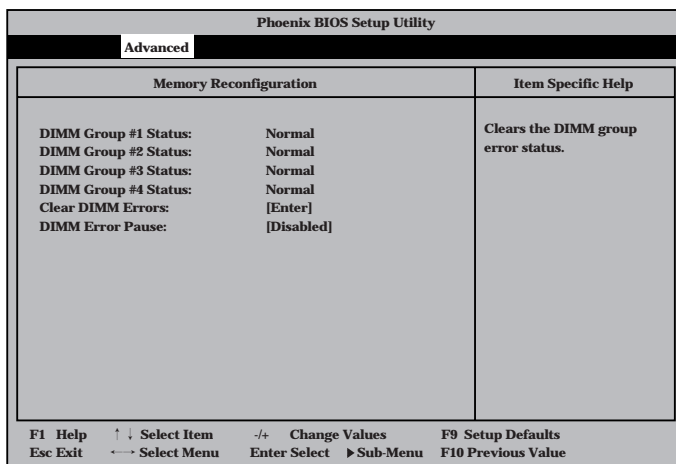 Phoenix BIOS Setup Utility
Advanced
Memory Reconfiguration
Item Specific Help
DIMM Group #1 Status: Normal
DIMM Group #2 Status: Normal
DIMM Group #3 Status: Normal
DIMM Group #4 Status: Normal
Clear DIMM Errors: [Enter]
DIMM Error Pause: [Disabled]
Clears the DIMM group
error status.
F1 Help ↑↓ Select Item -/+ Change Values F9 Setup Defaults
Esc Exit ←→ Select Menu Enter Select ▶Sub-Menu F10 Previous Value